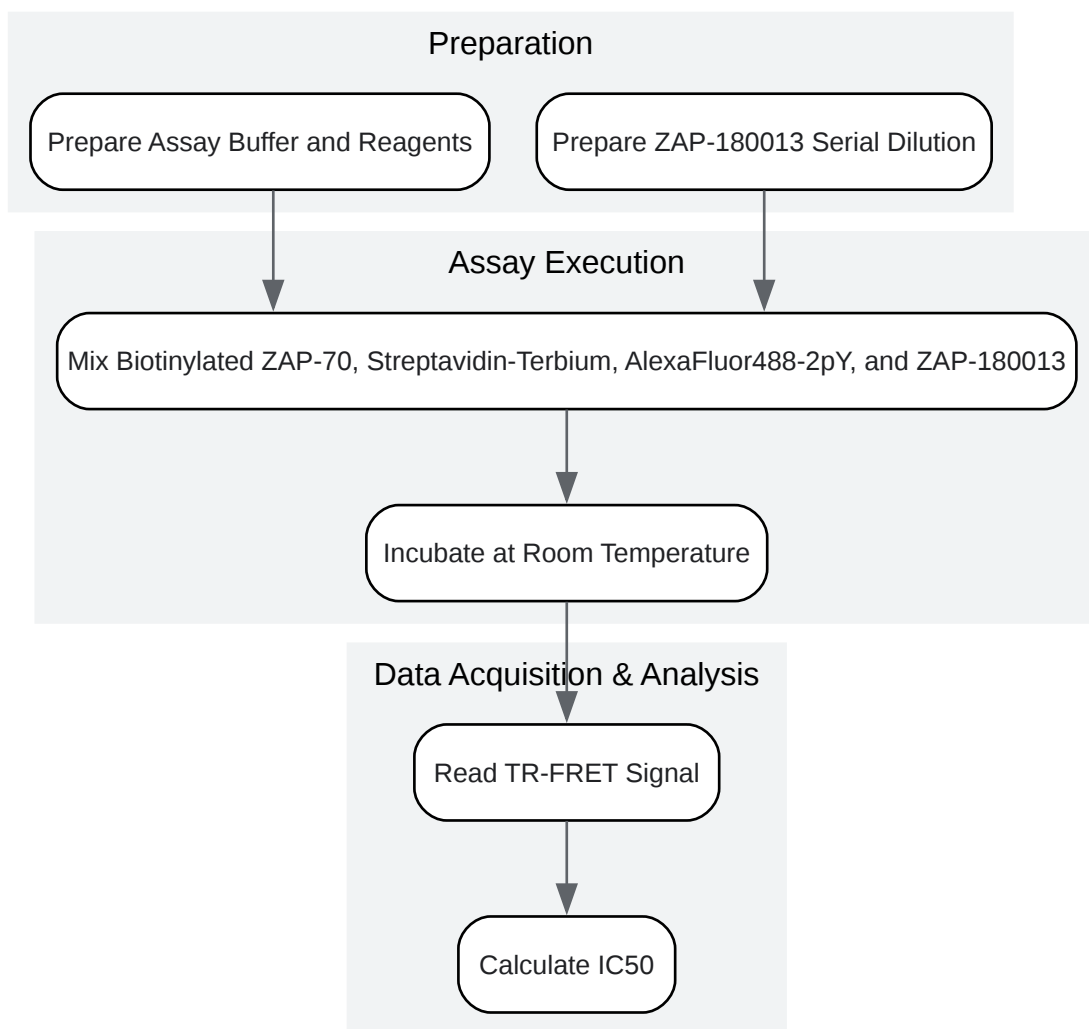 Preparation
Prepare Assay Buffer and Reagents
Prepare ZAP-180013 Serial Dilution
Assay Execution
Mix Biotinylated ZAP-70, Streptavidin-Terbium, AlexaFluor488-2pY, and ZAP-180013
Incubate at Room Temperature
Data Acquisition & Analysis
Read TR-FRET Signal
Calculate IC50